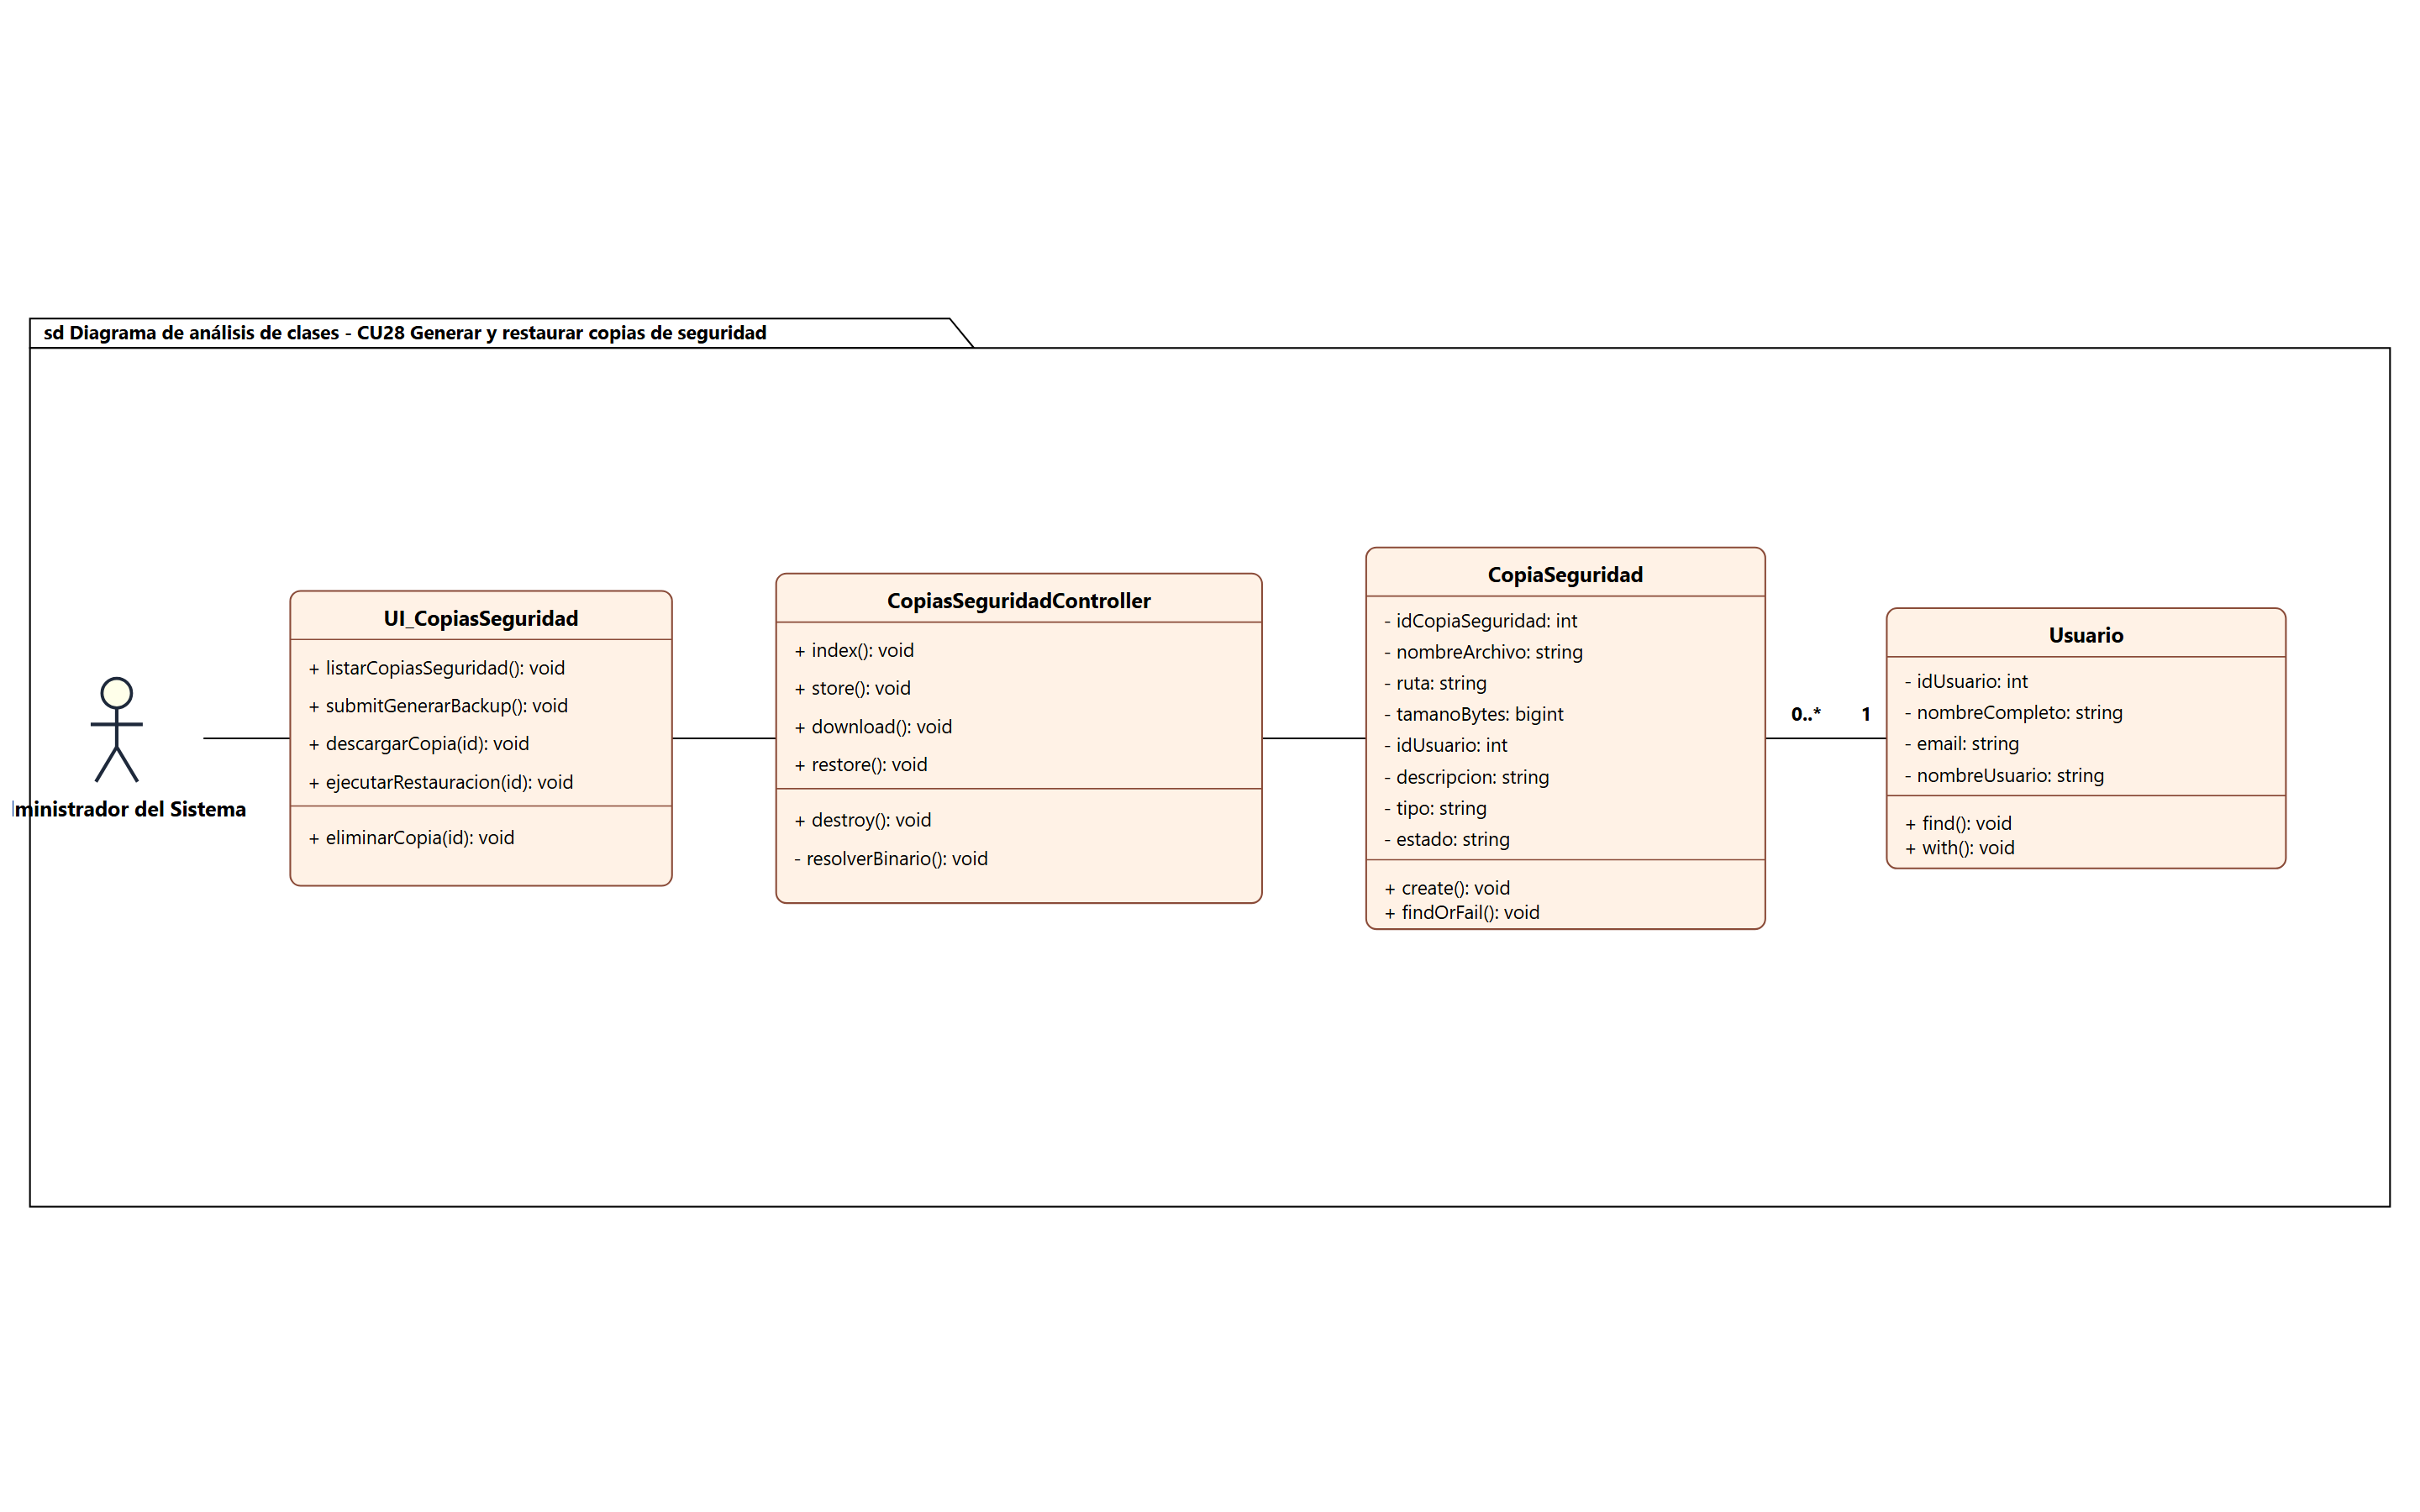 sd Diagrama de análisis de clases - CU28 Generar y restaurar copias de seguridad
ministrador del Sistema
UI_CopiasSeguridad
+ listarCopiasSeguridad(): void
+ submitGenerarBackup(): void
+ descargarCopia(id): void
+ ejecutarRestauracion(id): void
+ eliminarCopia(id): void
CopiasSeguridadController
+ index(): void
+ store(): void
+ download(): void
+ restore(): void
+ destroy(): void
- resolverBinario(): void
CopiaSeguridad
- idCopiaSeguridad: int
- nombreArchivo: string
- ruta: string
- tamanoBytes: bigint
- idUsuario: int
- descripcion: string
- tipo: string
- estado: string
+ create(): void
+ findOrFail(): void
0..* 1
Usuario
- idUsuario: int
- nombreCompleto: string
- email: string
- nombreUsuario: string
+ find(): void
+ with(): void